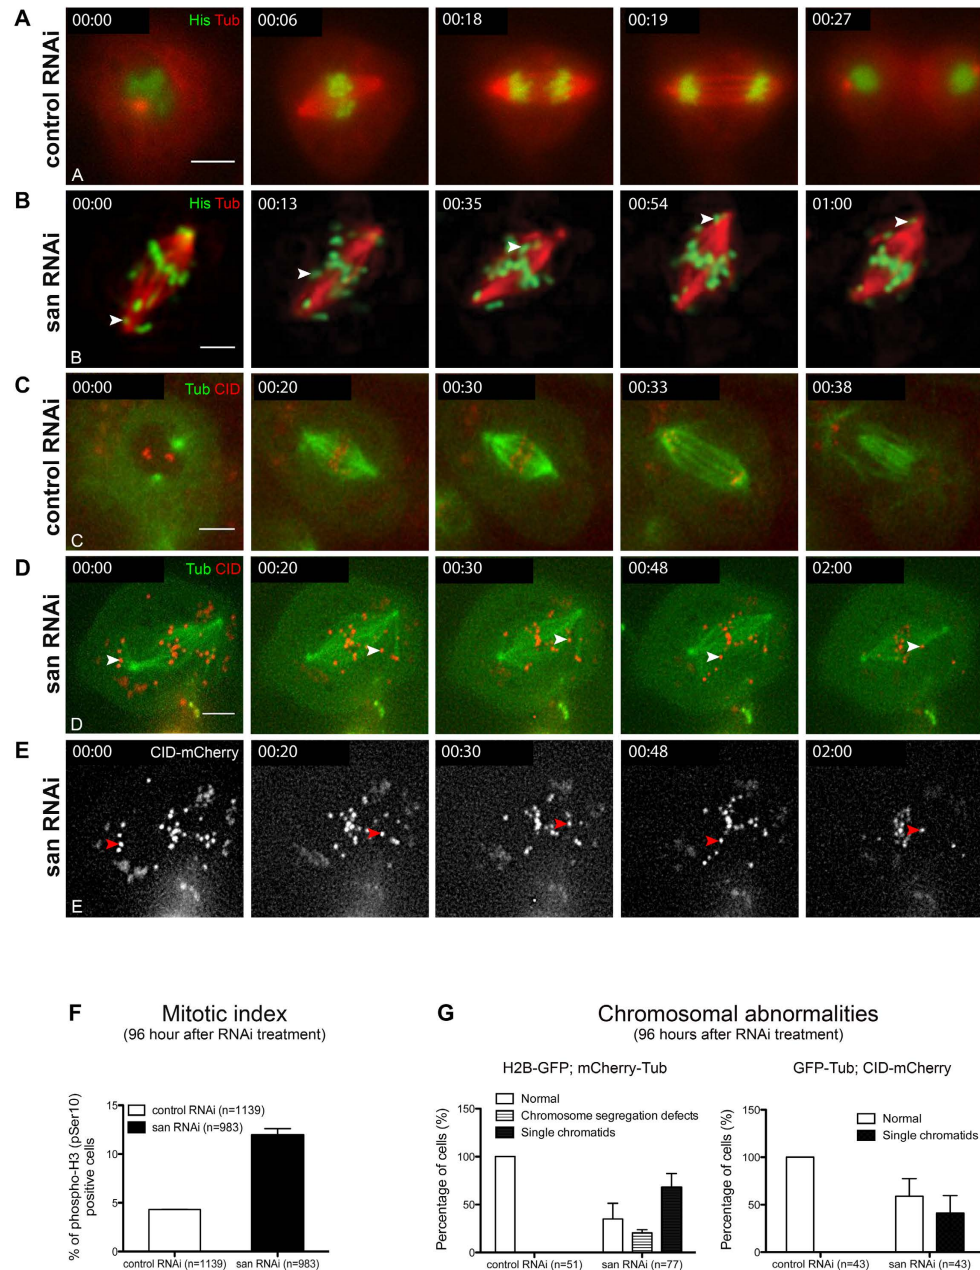 A
control RNAi
00:00
His Tub
00:06
00:18
00:19
00:27
A
B
san RNAi
00:00
His Tub
00:13
00:35
00:54
01:00
B
C
control RNAi
00:00
Tub CID
00:20
00:30
00:33
00:38
C
D
san RNAi
00:00
Tub CID
00:20
00:30
00:48
02:00
D
E
san RNAi
00:00
CID-mCherry
00:20
00:30
00:48
02:00
E
F
Mitotic index
(96 hour after RNAi treatment)
% of phospho-H3 (pSer10)
positive cells
15
10
5
0
control RNAi (n=1139)
san RNAi (n=983)
control RNAi (n=1139)
san RNAi (n=983)
G
Chromosomal abnormalities
(96 hours after RNAi treatment)
H2B-GFP; mCherry-Tub
Normal
Chromosome segregation defects
Single chromatids
Percentage of cells (%)
150
100
50
0
control RNAi (n=51)
san RNAi (n=77)
GFP-Tub; CID-mCherry
Normal
Single chromatids
Percentage of cells (%)
150
100
50
0
control RNAi (n=43)
san RNAi (n=43)